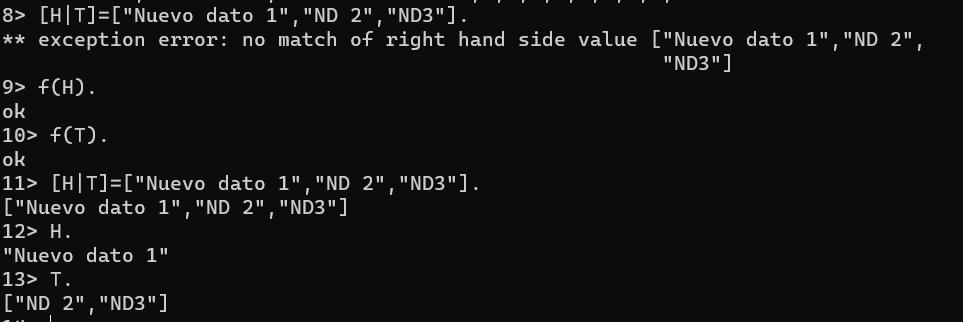 8> [H|T]=["Nuevo dato 1","ND 2","ND3"].
** exception error: no match of right hand side value ["Nuevo dato 1","ND 2",
"ND3"]
9> f(H).
ok
10> f(T).
ok
11> [H|T]=["Nuevo dato 1","ND 2","ND3"].
["Nuevo dato 1","ND 2","ND3"]
12> H.
"Nuevo dato 1"
13> T.
["ND 2","ND3"]